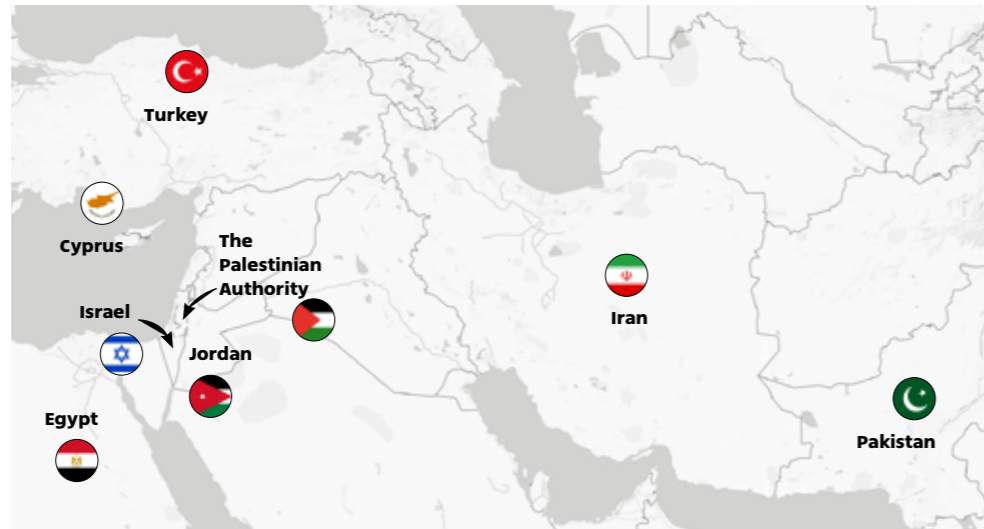 Turkey
Cyprus
The
Palestinian
Authority
Israel
Jordan
Egypt
Iran
Pakistan